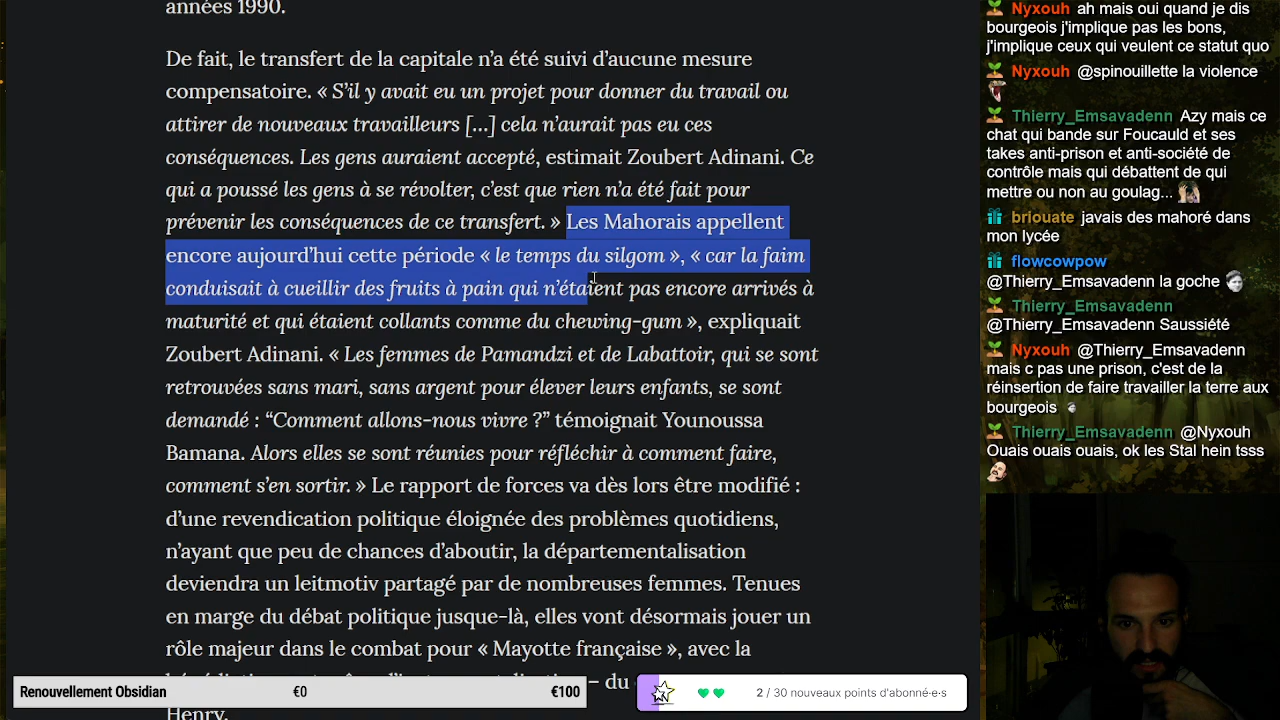 années 1990.
De fait, le transfert de la capitale n’a été suivi d’aucune mesure
compensatoire. « S’il y avait eu un projet pour donner du travail ou
attirer de nouveaux travailleurs […] cela n’aurait pas eu ces
conséquences. Les gens auraient accepté, estimait Zoubert Adinani. Ce
qui a poussé les gens à se révolter, c’est que rien n’a été fait pour
prévenir les conséquences de ce transfert. » Les Mahorais appellent
encore aujourd’hui cette période « le temps du silgom », « car la faim
conduisait à cueillir des fruits à pain qui n’étaient pas encore arrivés à
maturité et qui étaient collants comme du chewing-gum », expliquait
Zoubert Adinani. « Les femmes de Pamandzi et de Labattoir, qui se sont
retrouvées sans mari, sans argent pour élever leurs enfants, se sont
demandé : “Comment allons-nous vivre ?” témoignait Younoussa
Bamana. Alors elles se sont réunies pour réfléchir à comment faire,
comment s’en sortir. » Le rapport de forces va dès lors être modifié :
d’une revendication politique éloignée des problèmes quotidiens,
n’ayant que peu de chances d’aboutir, la départementalisation
deviendra un leitmotiv partagé par de nombreuses femmes. Tenues
en marge du débat politique jusque-là, elles vont désormais jouer un
rôle majeur dans le combat pour « Mayotte française », avec la
– du
Henry.
Renouvellement Obsidian €0 €100
2 / 30 nouveaux points d'abonné·e·s
Nyxouh ah mais oui quand je dis
bourgeois j'implique pas les bons,
j'implique ceux qui veulent ce statut quo
Nyxouh @spinouillette la violence
Thierry_Emsavadenn Azy mais ce
chat qui bande sur Foucauld et ses
takes anti-prison et anti-société de
contrôle mais qui débattent de qui
mettre ou non au goulag...
briouate javais des mahoré dans
mon lycée
flowcowpow
@Thierry_Emsavadenn la goche
Thierry_Emsavadenn
@Thierry_Emsavadenn Saussiété
Nyxouh @Thierry_Emsavadenn
mais c pas une prison, c'est de la
réinsertion de faire travailler la terre aux
bourgeois
Thierry_Emsavadenn @Nyxouh
Ouais ouais ouais, ok les Stal hein tsss